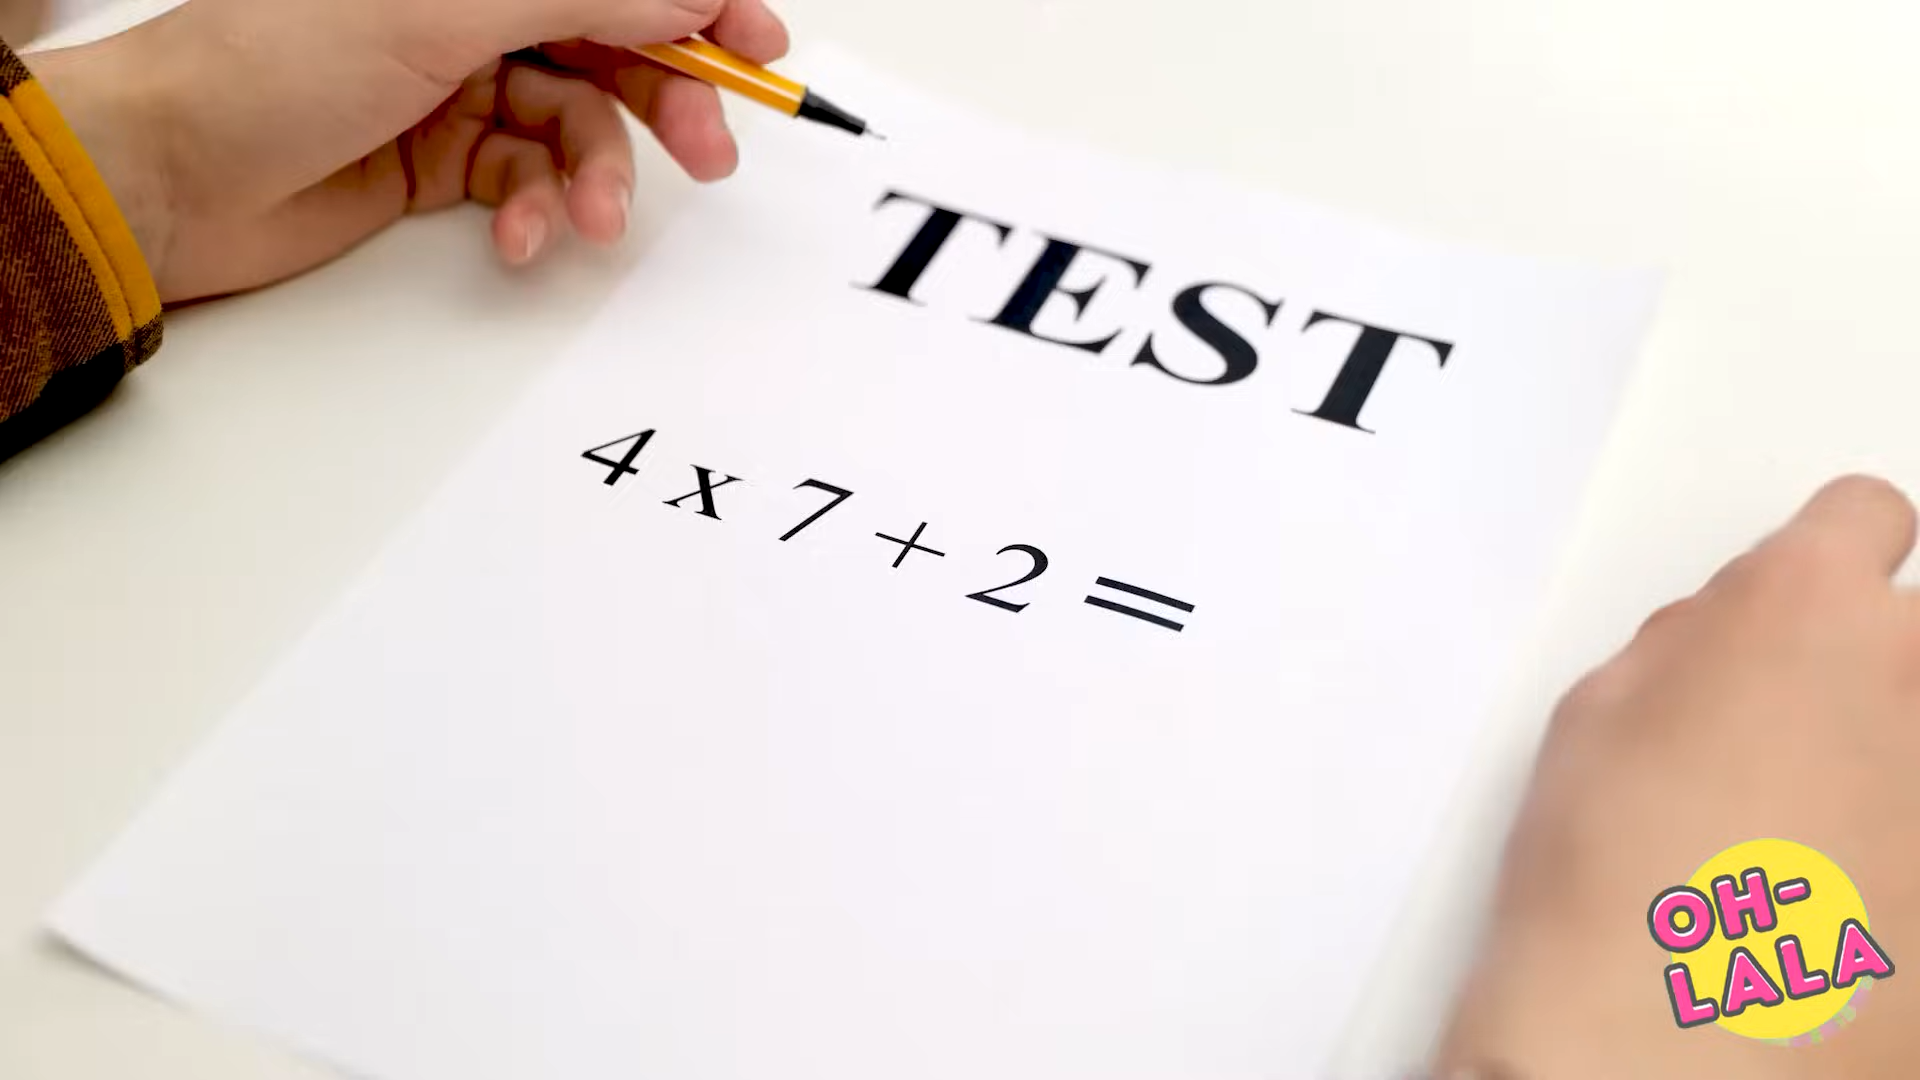 TEST
4 x 7 + 2 =
OH-
LALA